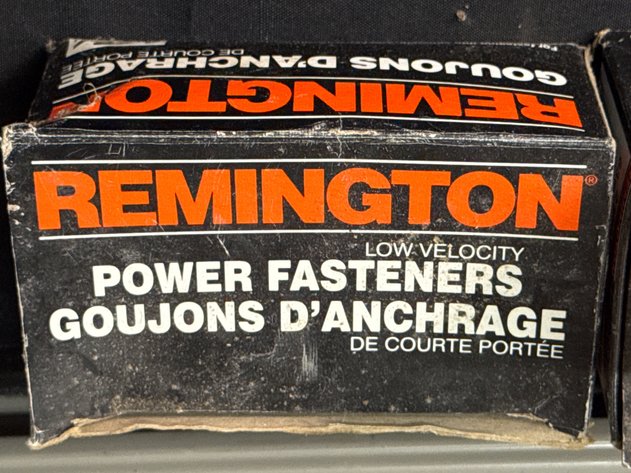 DE COURTE PORTÉE
GOUJONS D'ANCHRAGE
REMINGTON
REMINGTON®
LOW VELOCITY
POWER FASTENERS
GOUJONS D'ANCHRAGE
DE COURTE PORTÉE